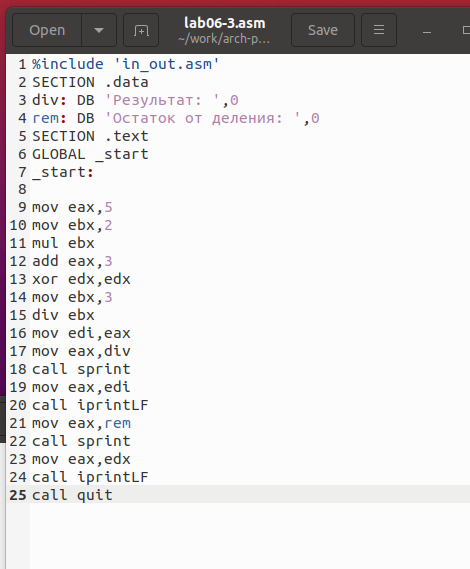 Open
lab06-3.asm
~/work/arch-p...
Save
1 %include 'in_out.asm'
2 SECTION .data
3 div: DB 'Результат: ',0
4 rem: DB 'Остаток от деления: ',0
5 SECTION .text
6 GLOBAL _start
7 _start:
8
9 mov eax,5
10 mov ebx,2
11 mul ebx
12 add eax,3
13 xor edx,edx
14 mov ebx,3
15 div ebx
16 mov edi,eax
17 mov eax,div
18 call sprint
19 mov eax,edi
20 call iprintLF
21 mov eax,rem
22 call sprint
23 mov eax,edx
24 call iprintLF
25 call quit